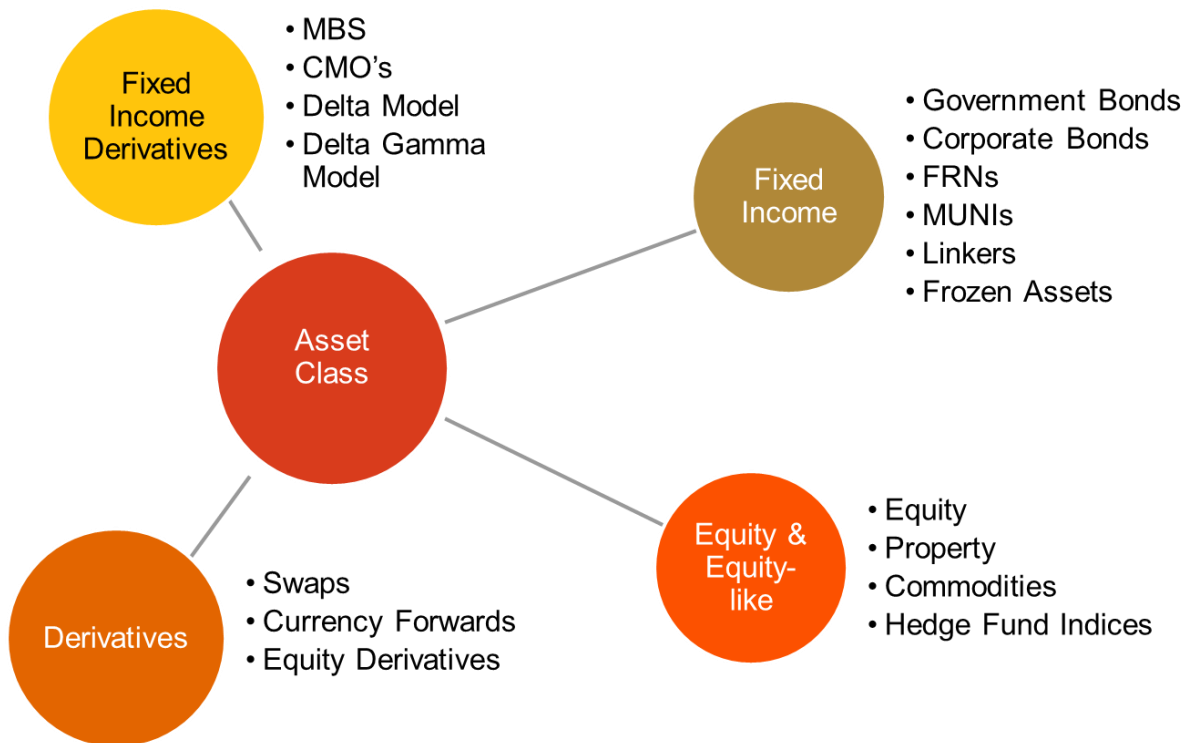 Fixed
Income
Derivatives
• MBS
• CMO’s
• Delta Model
• Delta Gamma
Model
Fixed
Income
• Government Bonds
• Corporate Bonds
• FRNs
• MUNIs
• Linkers
• Frozen Assets
Asset
Class
Derivatives
• Swaps
• Currency Forwards
• Equity Derivatives
Equity &
Equity-
like
• Equity
• Property
• Commodities
• Hedge Fund Indices